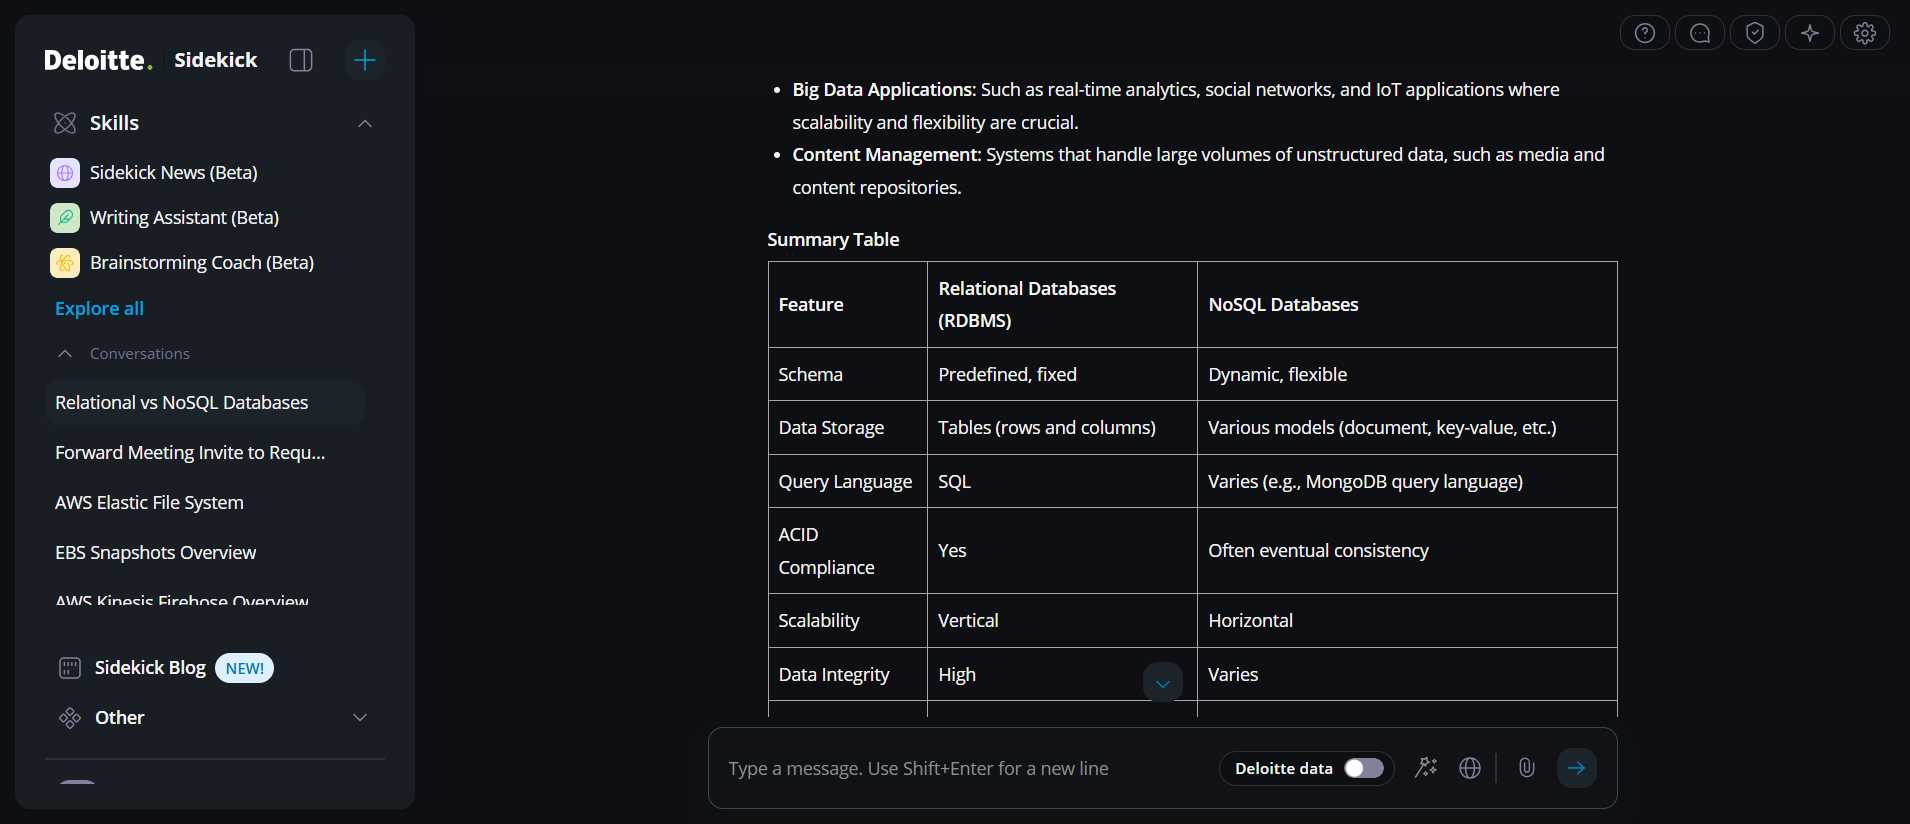 Deloitte.
Sidekick
Skills
Sidekick News (Beta)
Writing Assistant (Beta)
Brainstorming Coach (Beta)
Explore all
Conversations
Relational vs NoSQL Databases
Forward Meeting Invite to Requ...
AWS Elastic File System
EBS Snapshots Overview
AWS Kinesis Firehose Overview
Sidekick Blog NEW!
Other
• Big Data Applications: Such as real-time analytics, social networks, and IoT applications where
scalability and flexibility are crucial.
• Content Management: Systems that handle large volumes of unstructured data, such as media and
content repositories.
Summary Table
Feature
Relational Databases
(RDBMS)
NoSQL Databases
Schema
Predefined, fixed
Dynamic, flexible
Data Storage
Tables (rows and columns)
Various models (document, key-value, etc.)
Query Language
SQL
Varies (e.g., MongoDB query language)
ACID
Compliance
Yes
Often eventual consistency
Scalability
Vertical
Horizontal
Data Integrity
High
Varies
Type a message. Use Shift+Enter for a new line
Deloitte data